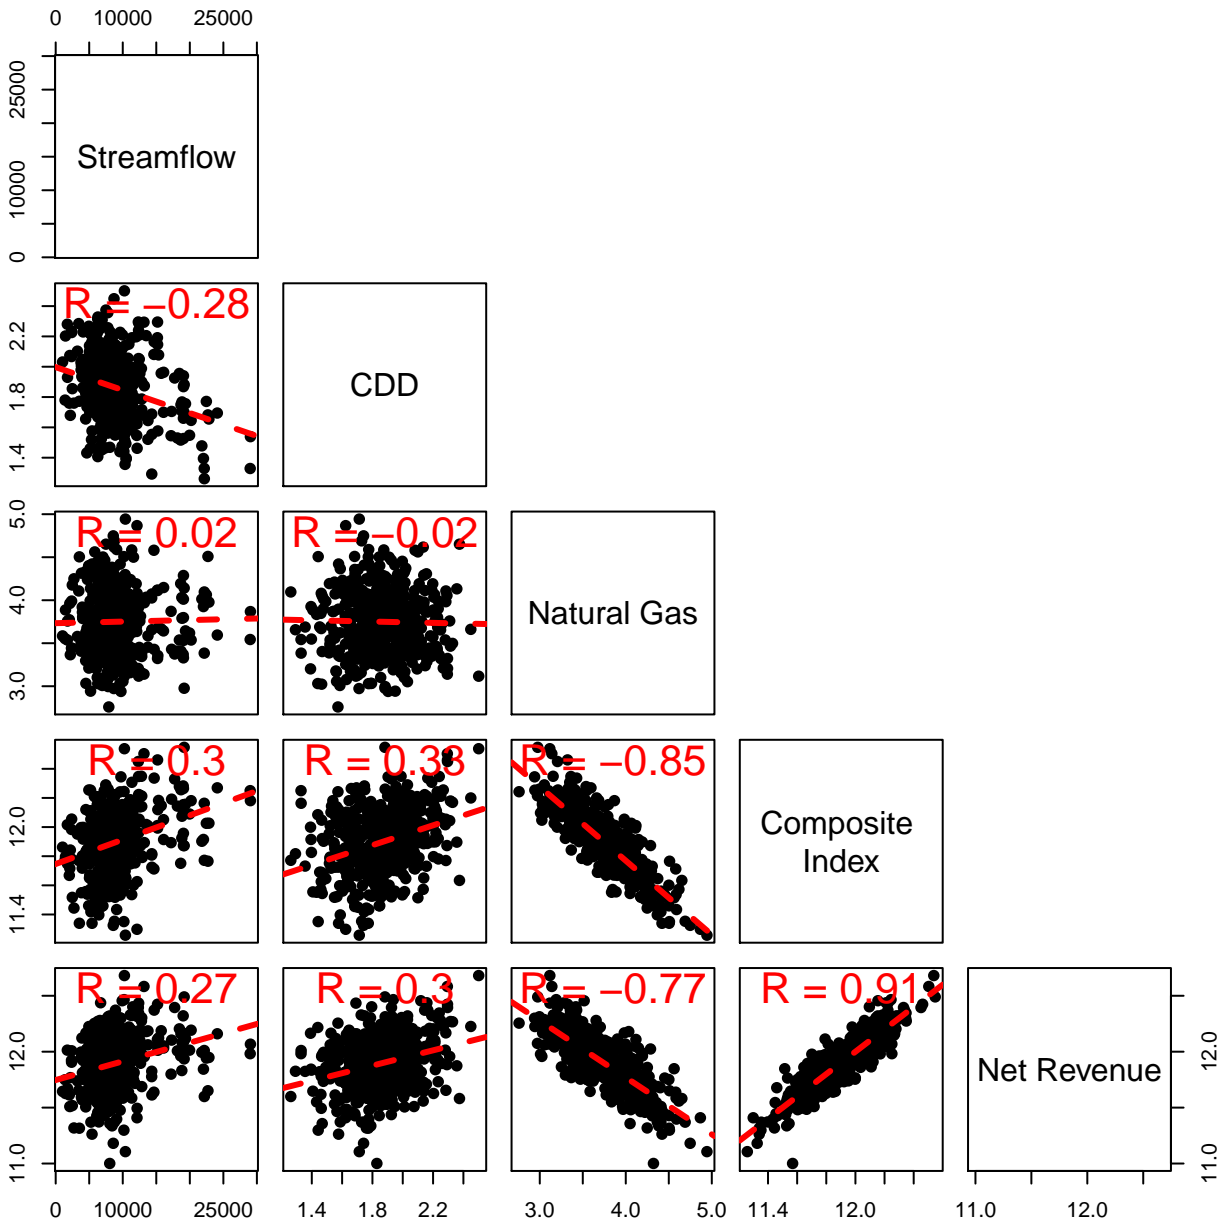 0 10000 25000
25000
10000
0
Streamflow
R = −0.28
CDD
2.2
1.8
1.4
R = 0.02
R = −0.02
Natural Gas
5.0
4.0
3.0
R = 0.3
R = 0.33
R = −0.85
Composite
Index
12.0
11.4
R = 0.27
R = 0.3
R = −0.77
R = 0.91
Net Revenue
12.0
11.0
12.0
11.0
0 10000 25000 1.4 1.8 2.2 3.0 4.0 5.0 11.4 12.0 11.0 12.0